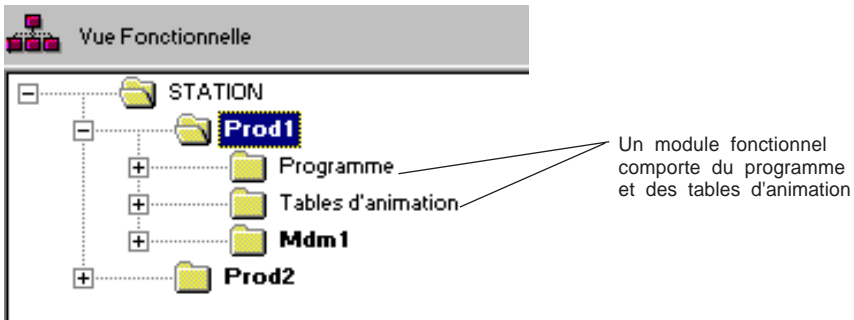 Vue Fonctionnelle
STATION
Prod1
Programme
Tables d'animation
Mdm1
Prod2
Un module fonctionnel
comporte du programme
et des tables d'animation